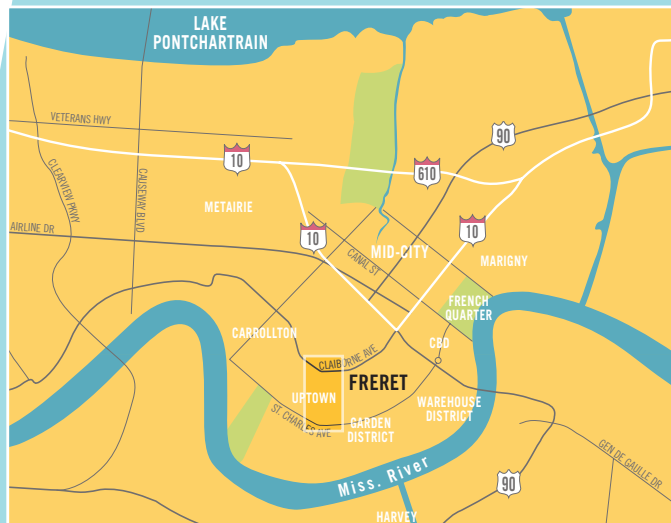 LAKE
PONTCHARTRAIN
VETERANS HWY
90
10
610
CLEARVIEW PKWY
CAUSEWAY BLVD
METAIRIE
AIRLINE DR
10
10
MID-CITY
CANAL ST
MARIGNY
FRENCH
QUARTER
CARROLLTON
CBD
CLAIBORNE AVE
FRERET
UPTOWN
WAREHOUSE
DISTRICT
ST. CHARLES AVE
GARDEN
DISTRICT
GEN DE GAULLE DR
Miss. River
90
HARVEY